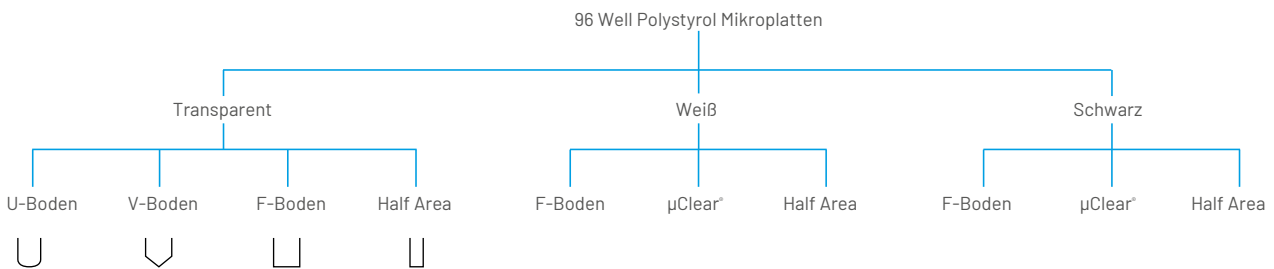 96 Well Polystyrol Mikroplatten
Transparent
Weiß
Schwarz
U-Boden
V-Boden
F-Boden
Half Area
F-Boden
µClear®
Half Area
F-Boden
µClear®
Half Area